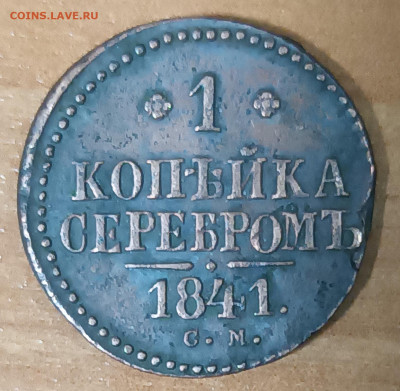 COINS.LAVE.RU
1
КОПѢЙКА
СЕРЕБРОМЪ
1841.
С. М.